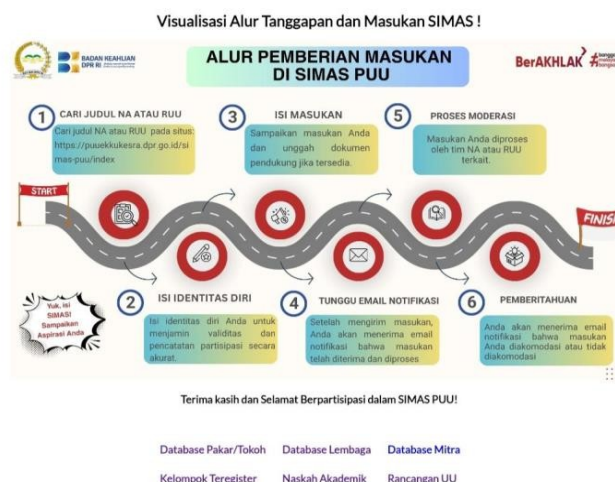 Visualisasi Alur Tanggapan dan Masukan SIMAS !
BADAN KEAHLIAN
DPR RI
ALUR PEMBERIAN MASUKAN
DI SIMAS PUU
BerAKHLAK
#bangga
melayani
bangsa
1
CARI JUDUL NA ATAU RUU
Cari judul NA atau RUU pada situs:
https://puuekkukesra.dpr.go.id/si
mas-puu/index
3
ISI MASUKAN
Sampaikan masukan Anda
dan unggah dokumen
pendukung jika tersedia.
5
PROSES MODERASI
Masukan Anda diproses
oleh tim NA atau RUU
terkait.
START
FINISH
Yuk, isi
SIMAS!
Sampaikan
Aspirasi Anda
2
ISI IDENTITAS DIRI
Isi identitas diri Anda untuk
menjamin validitas dan
pencatatan partisipasi secara
akurat.
4
TUNGGU EMAIL NOTIFIKASI
Setelah mengirim masukan,
Anda akan menerima email
notifikasi bahwa masukan
telah diterima dan diproses
6
PEMBERITAHUAN
Anda akan menerima email
notifikasi bahwa masukan
Anda diakomodasi atau tidak
diakomodasi
Terima kasih dan Selamat Berpartisipasi dalam SIMAS PUU!
Database Pakar/Tokoh Database Lembaga Database Mitra
Kelompok Teregister Naskah Akademik Rancangan UU